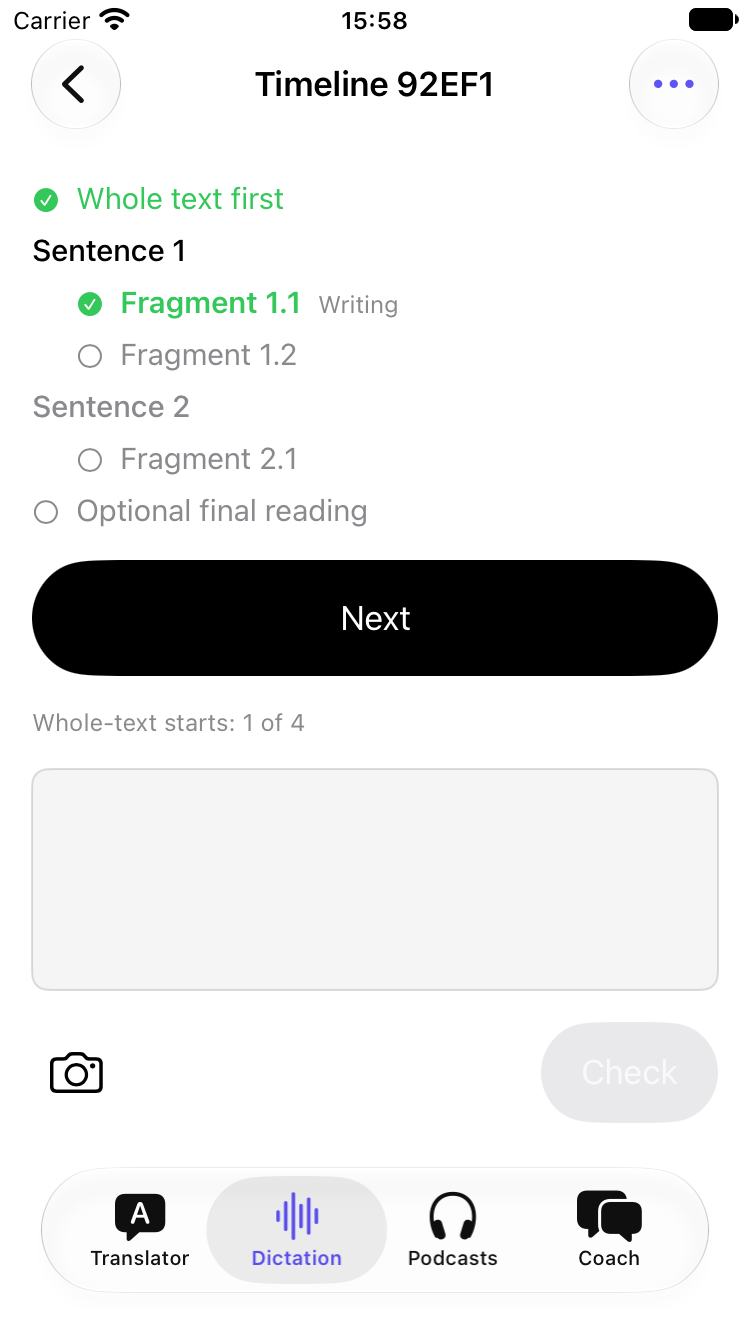 Carrier 15:58
Timeline 92EF1
Whole text first
Sentence 1
Fragment 1.1 Writing
Fragment 1.2
Sentence 2
Fragment 2.1
Optional final reading
Next
Whole-text starts: 1 of 4
Check
A
Translator Dictation Podcasts Coach